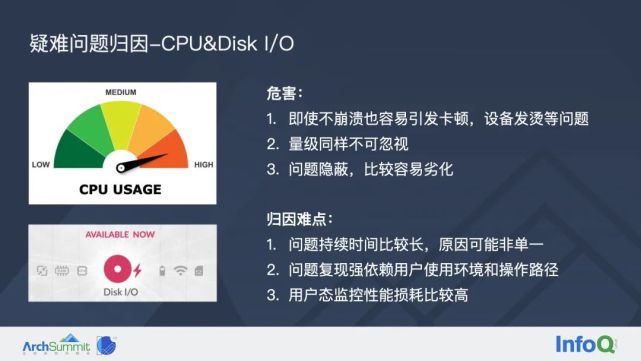 疑难问题归因-CPU&Disk I/O
MEDIUM
LOW
HIGH
CPU USAGE
AVAILABLE NOW
Disk I/O
危害：
1. 即使不崩溃也容易引发卡顿，设备发烫等问题
2. 量级同样不可忽视
3. 问题隐蔽，比较容易劣化
归因难点：
1. 问题持续时间比较长，原因可能非单一
2. 问题复现强依赖用户使用环境和操作路径
3. 用户态监控性能损耗比较高
ArchSummit
InfoQ